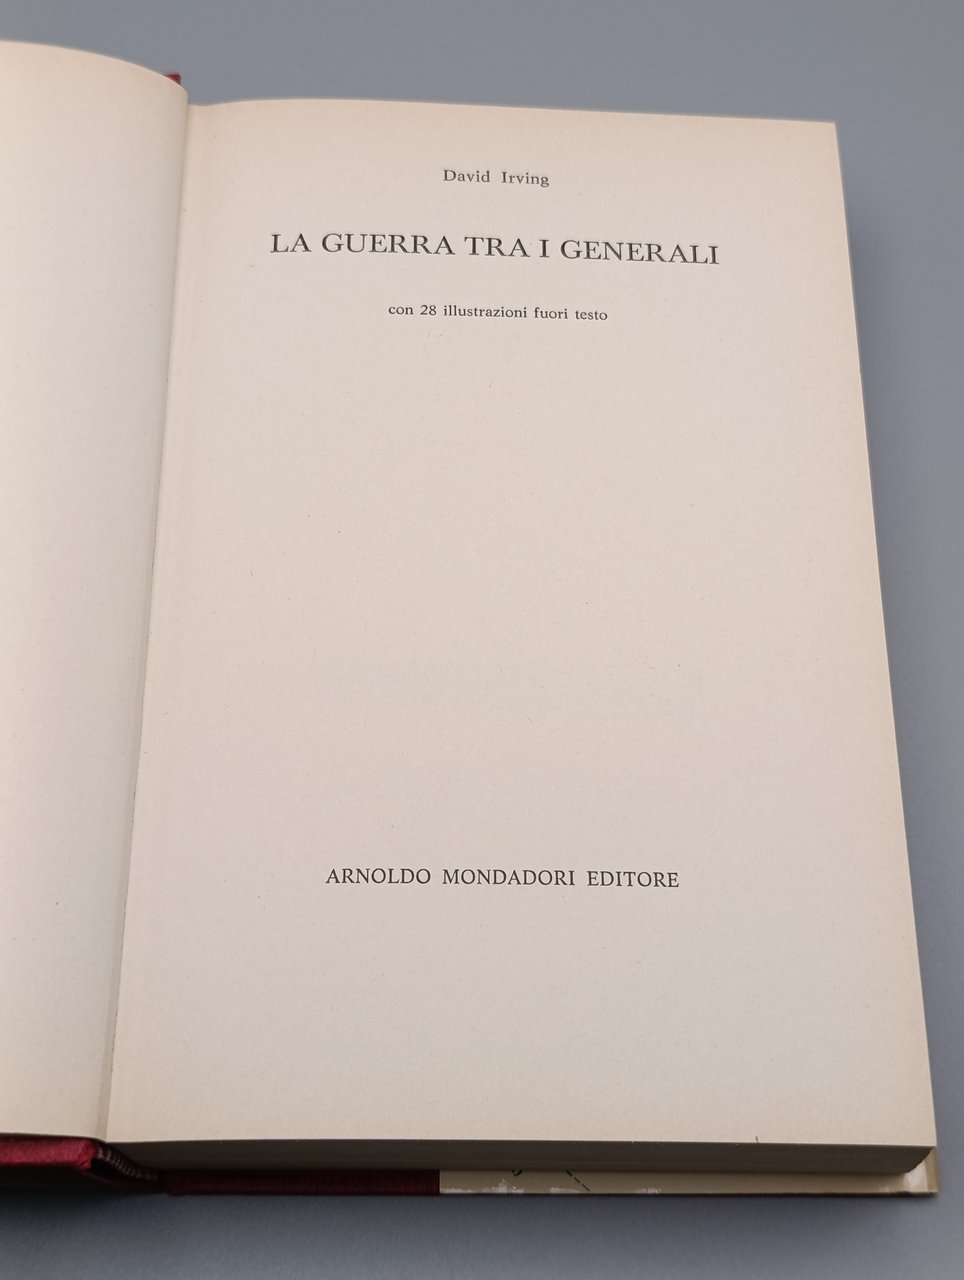 David Irving
LA GUERRA TRA I GENERALI
con 28 illustrazioni fuori testo
ARNOLDO MONDADORI EDITORE